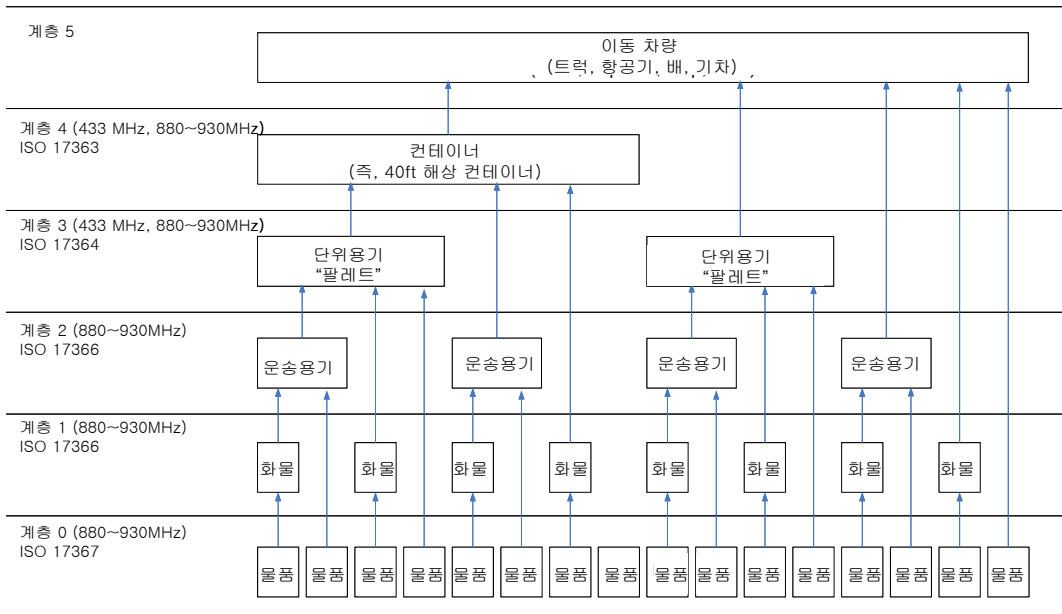 계층 5
이동 차량
(트럭, 항공기, 배, 기차)
계층 4 (433 MHz, 880~930MHz)
ISO 17363
컨테이너
(즉, 40ft 해상 컨테이너)
계층 3 (433 MHz, 880~930MHz)
ISO 17364
단위용기
“팔레트”
단위용기
“팔레트”
계층 2 (880~930MHz)
ISO 17366
운송용기 운송용기 운송용기 운송용기
계층 1 (880~930MHz)
ISO 17366
화물 화물 화물 화물 화물 화물 화물 화물
계층 0 (880~930MHz)
ISO 17367
물품 물품 물품 물품 물품 물품 물품 물품 물품 물품 물품 물품 물품 물품 물품 물품